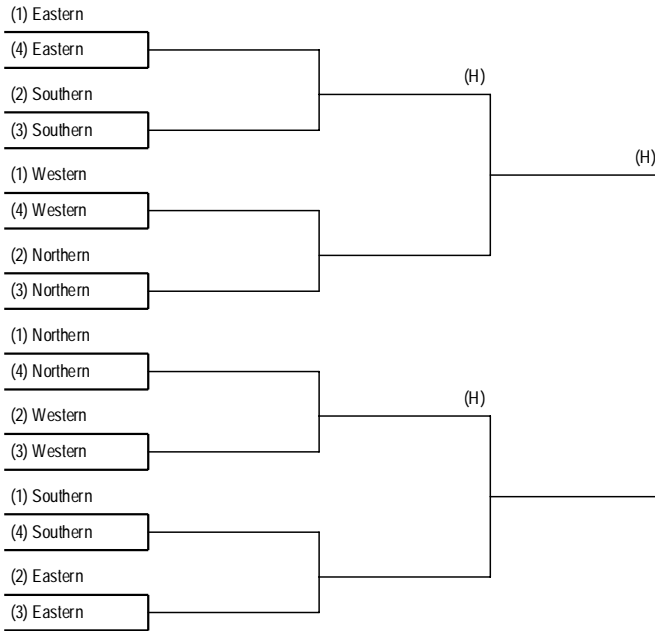 (1) Eastern
(4) Eastern
(H)
(2) Southern
(3) Southern
(H)
(1) Western
(4) Western
(2) Northern
(3) Northern
(1) Northern
(4) Northern
(H)
(2) Western
(3) Western
(1) Southern
(4) Southern
(2) Eastern
(3) Eastern